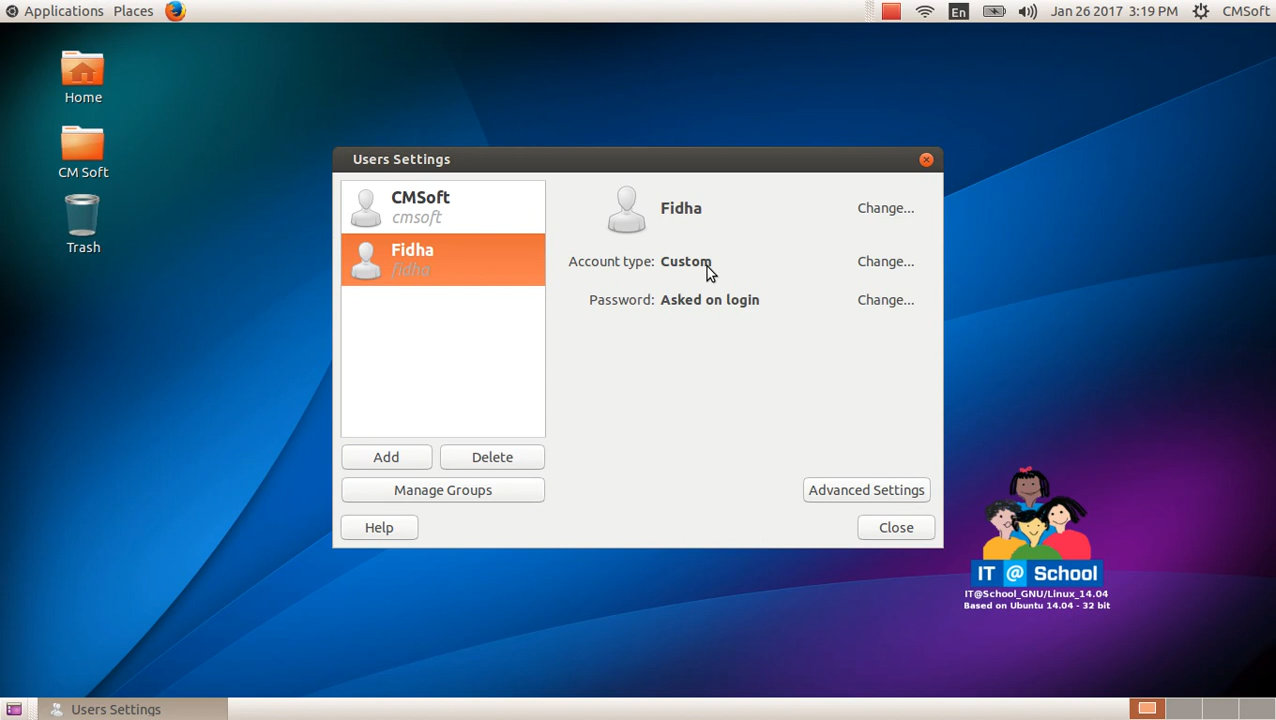 Applications Places En Jan 26 2017 3:19 PM CMSoft
Home
CM Soft
Trash
Users Settings
CMSoft
cmsoft
Fidha
fidha
Fidha Change...
Account type: Custom Change...
Password: Asked on login Change...
Add Delete
Manage Groups Advanced Settings
Help Close
IT @ School
IT@School_GNU/Linux_14.04
Based on Ubuntu 14.04 - 32 bit
Users Settings